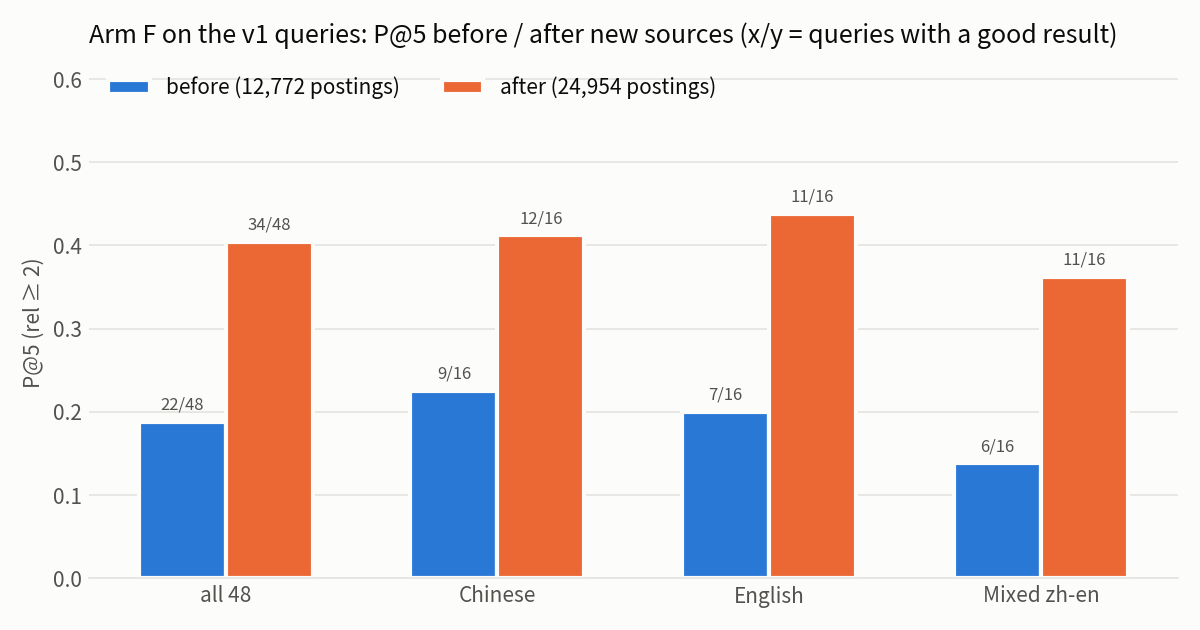 Arm F on the v1 queries: P@5 before / after new sources (x/y = queries with a good result)
before (12,772 postings)
after (24,954 postings)
P@5 (rel ≥ 2)
0.6
0.5
0.4
0.3
0.2
0.1
0.0
22/48
34/48
9/16
12/16
7/16
11/16
6/16
11/16
all 48
Chinese
English
Mixed zh-en